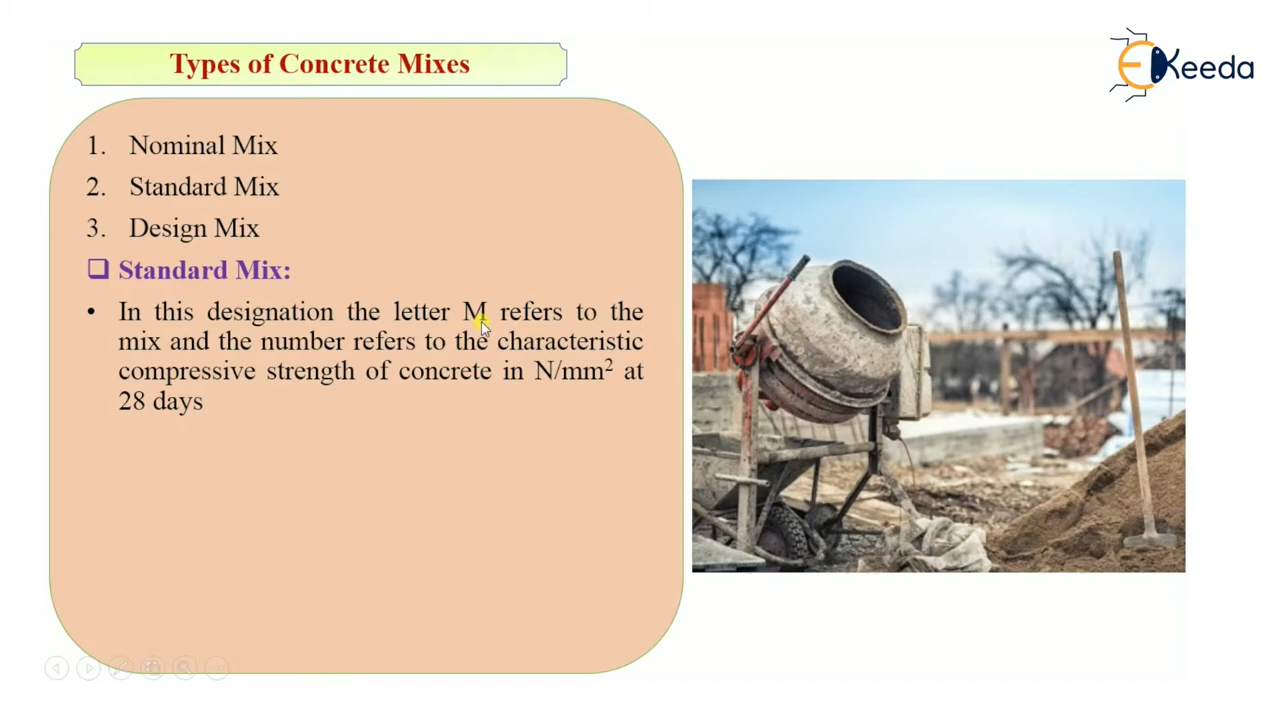 Types of Concrete Mixes
EKeeda
1. Nominal Mix
2. Standard Mix
3. Design Mix
❑ Standard Mix:
• In this designation the letter M refers to the
mix and the number refers to the characteristic
compressive strength of concrete in N/mm² at
28 days